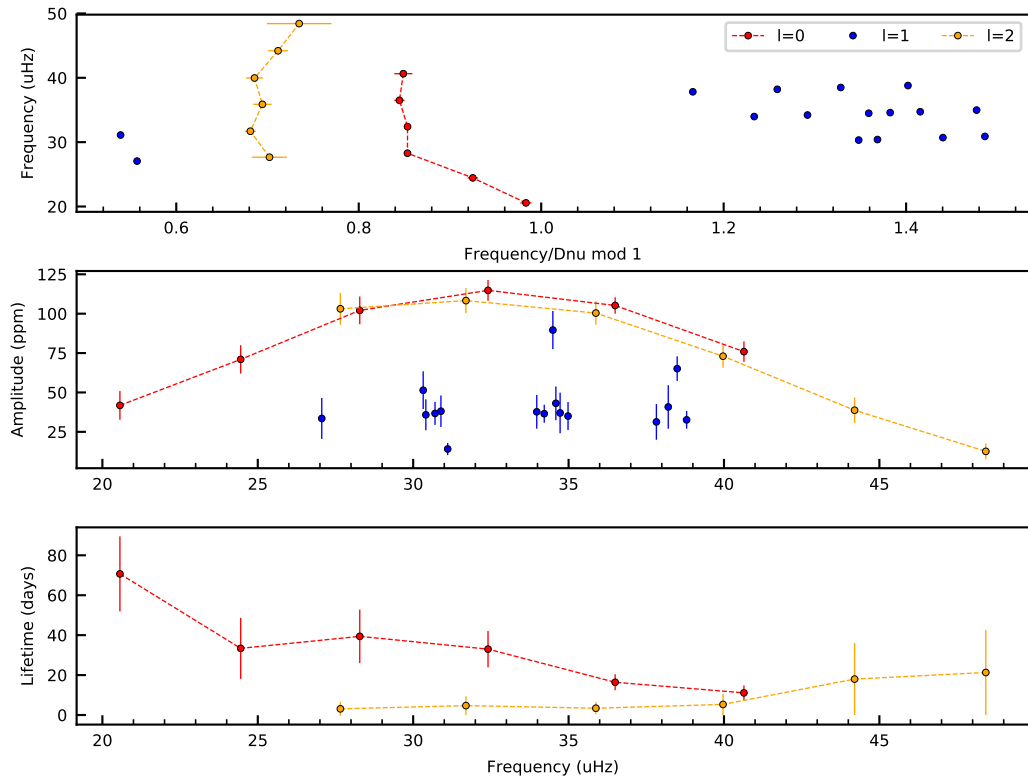 50
40
30
20
Frequency (uHz)
l=0 l=1 l=2
0.6 0.8 1.0 1.2 1.4
Frequency/Dnu mod 1
125
100
75
50
25
Amplitude (ppm)
20 25 30 35 40 45
80
60
40
20
0
Lifetime (days)
20 25 30 35 40 45
Frequency (uHz)